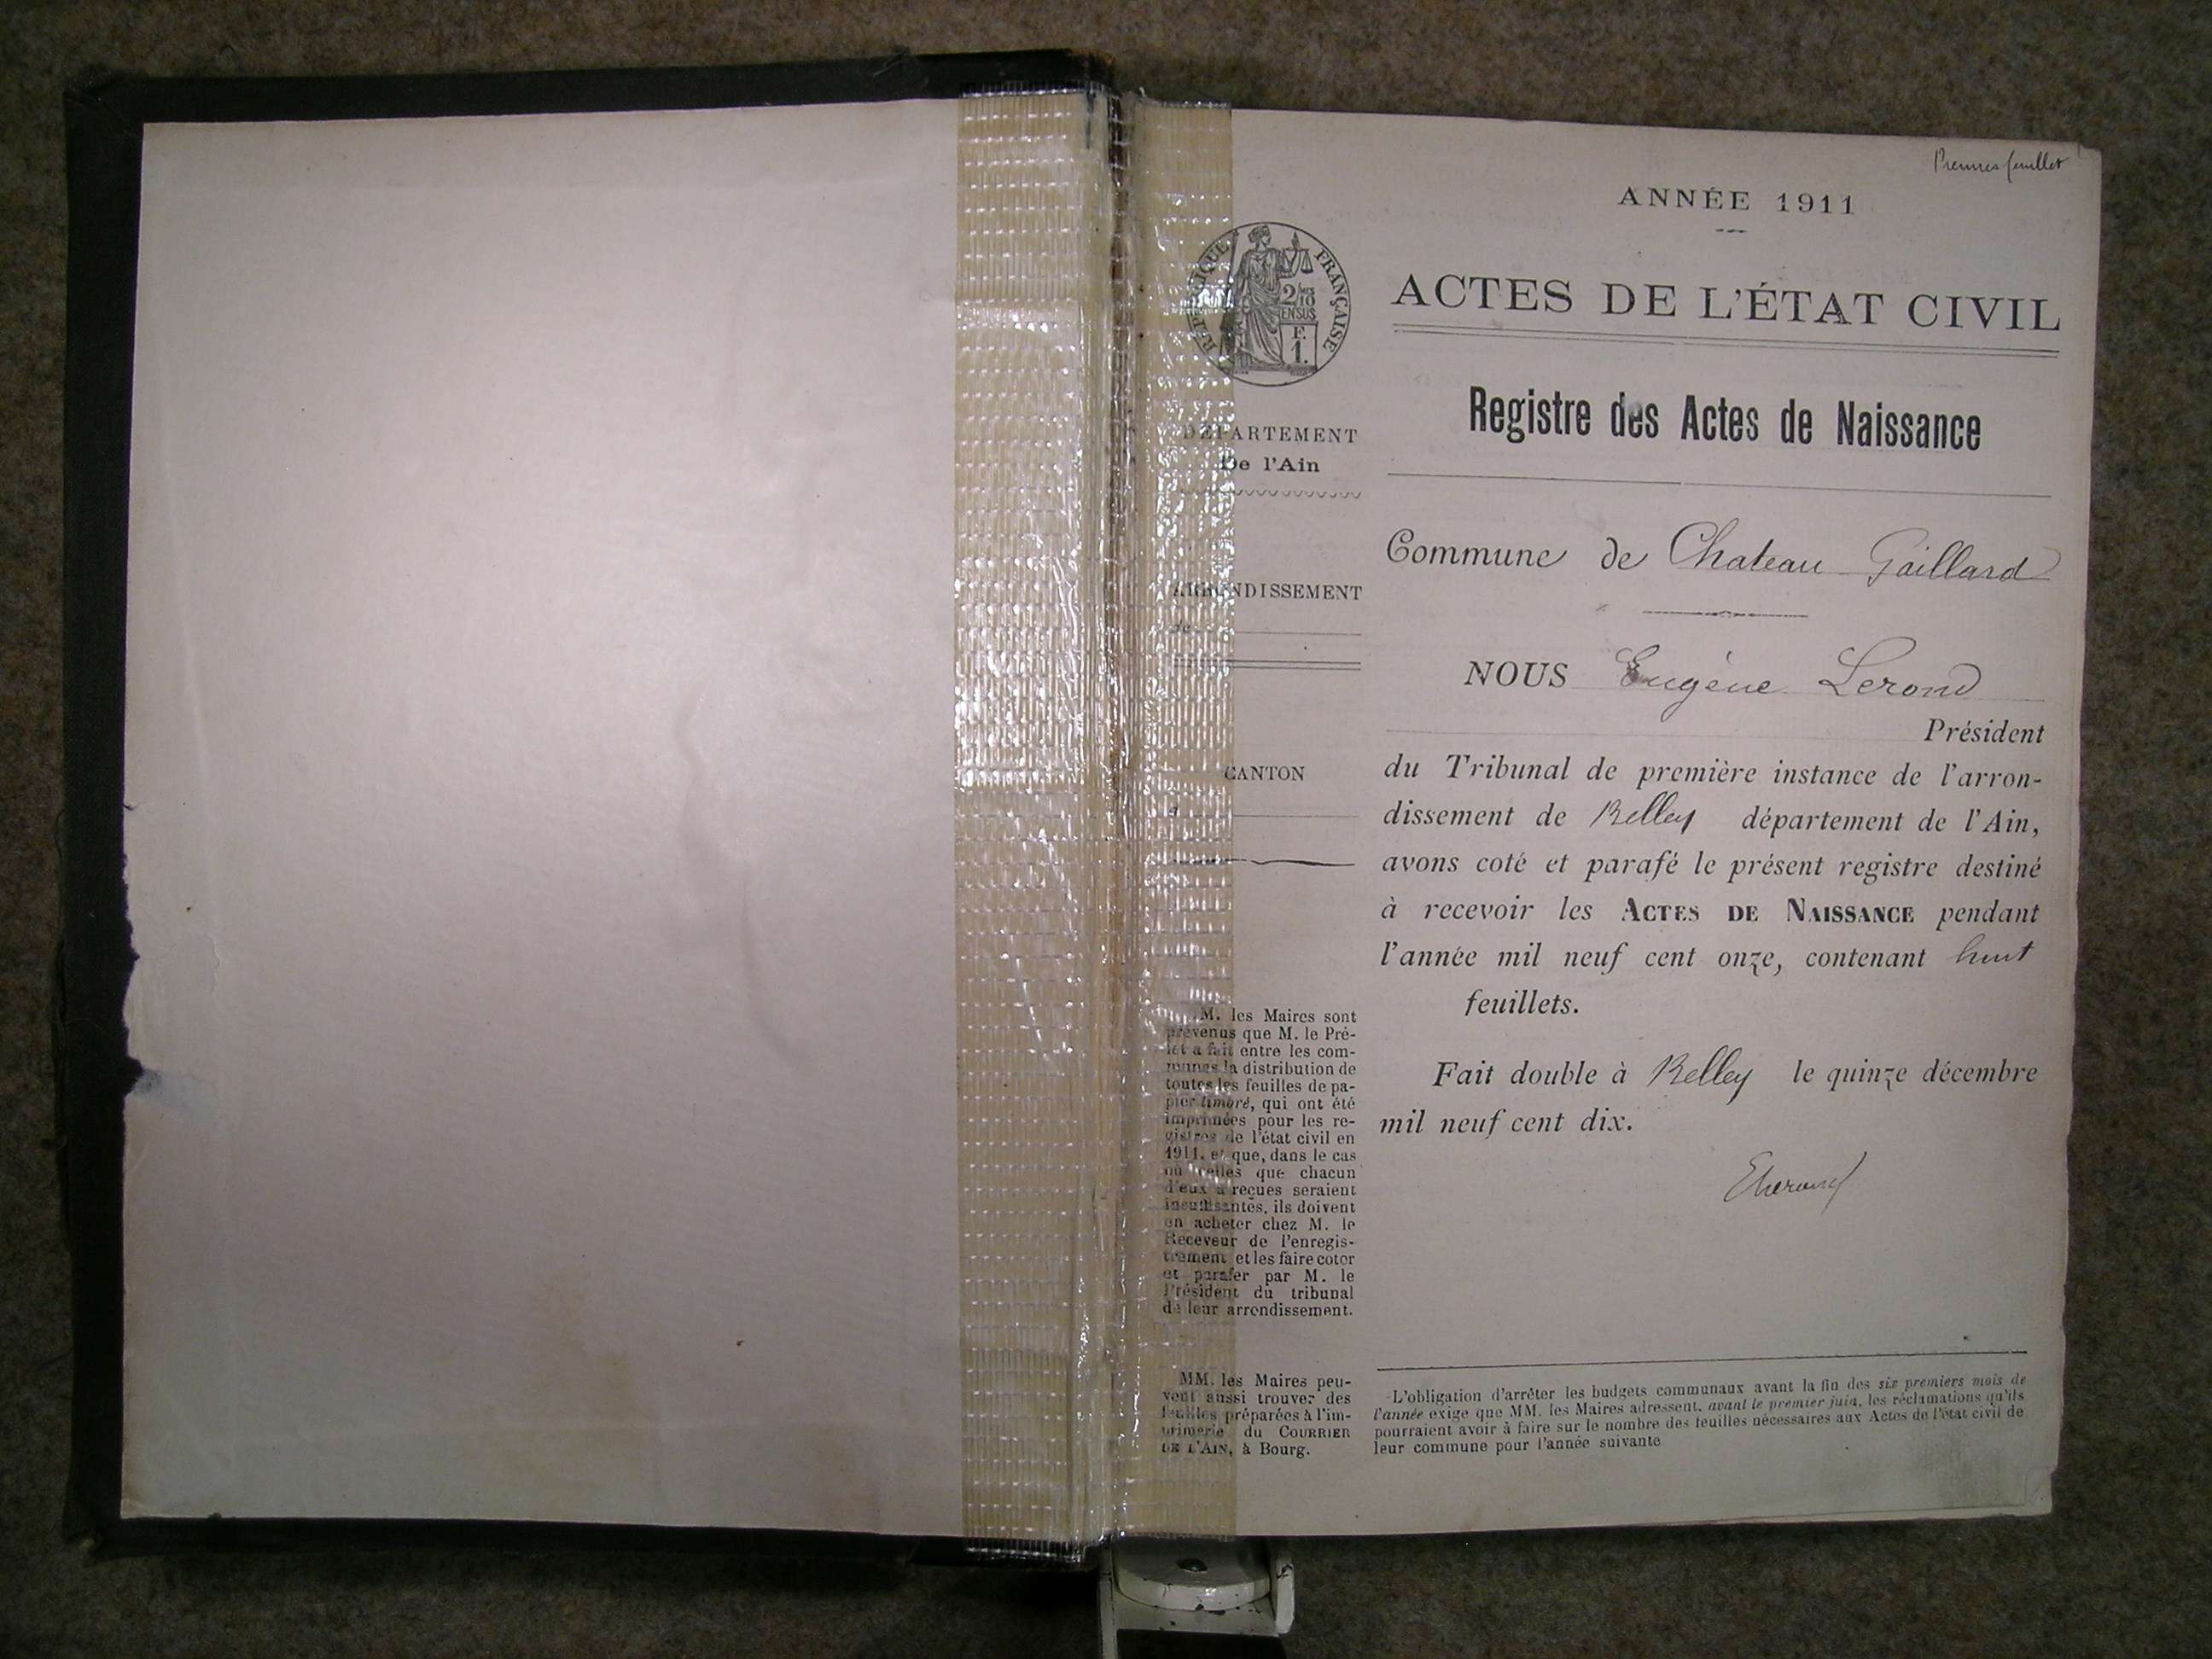 Premier feuillet
ANNÉE 1911
RÉPUBLIQUE FRANÇAISE
2/10
EN SUS
F.
1.
ACTES DE L'ÉTAT CIVIL
Registre des Actes de Naissance
DÉPARTEMENT
De l'Ain
ARRONDISSEMENT
de
CANTON
d
M. les Maires sont
prévenus que M. le Pré-
fet a fait entre les com-
munes la distribution de
toutes les feuilles de pa-
pier timbré, qui ont été
imprimées pour les re-
gistres de l'état civil en
1911, et que, dans le cas
où celles que chacun
d'eux a reçues seraient
insuffisantes, ils doivent
en acheter chez M. le
Receveur de l'enregis-
trement et les faire coter
et parafer par M. le
Président du tribunal
de leur arrondissement.
MM. les Maires peu-
vent aussi trouver des
feuilles préparées à l'im-
primerie du COURRIER
DE L'AIN, à Bourg.
Commune de Chateau Gaillard
NOUS Eugène Lerond
Président
du Tribunal de première instance de l'arron-
dissement de Belley département de l'Ain,
avons coté et parafé le présent registre destiné
à recevoir les ACTES DE NAISSANCE pendant
l'année mil neuf cent onze, contenant huit
feuillets.
Fait double à Belley le quinze décembre
mil neuf cent dix.
L'obligation d'arrêter les budgets communaux avant la fin des six premiers mois de
l'année exige que MM. les Maires adressent, avant le premier juin, les réclamations qu'ils
pourraient avoir à faire sur le nombre des feuilles nécessaires aux Actes de l'état civil de
leur commune pour l'année suivante